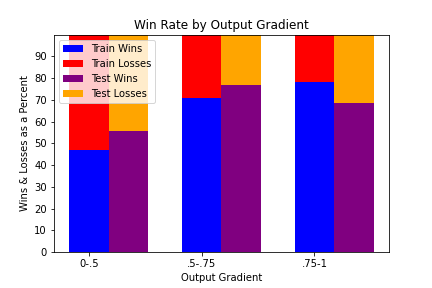 Win Rate by Output Gradient
Train Wins
Train Losses
Test Wins
Test Losses
Wins & Losses as a Percent
90
80
70
60
50
40
30
20
10
0
0-.5
.5-.75
.75-1
Output Gradient